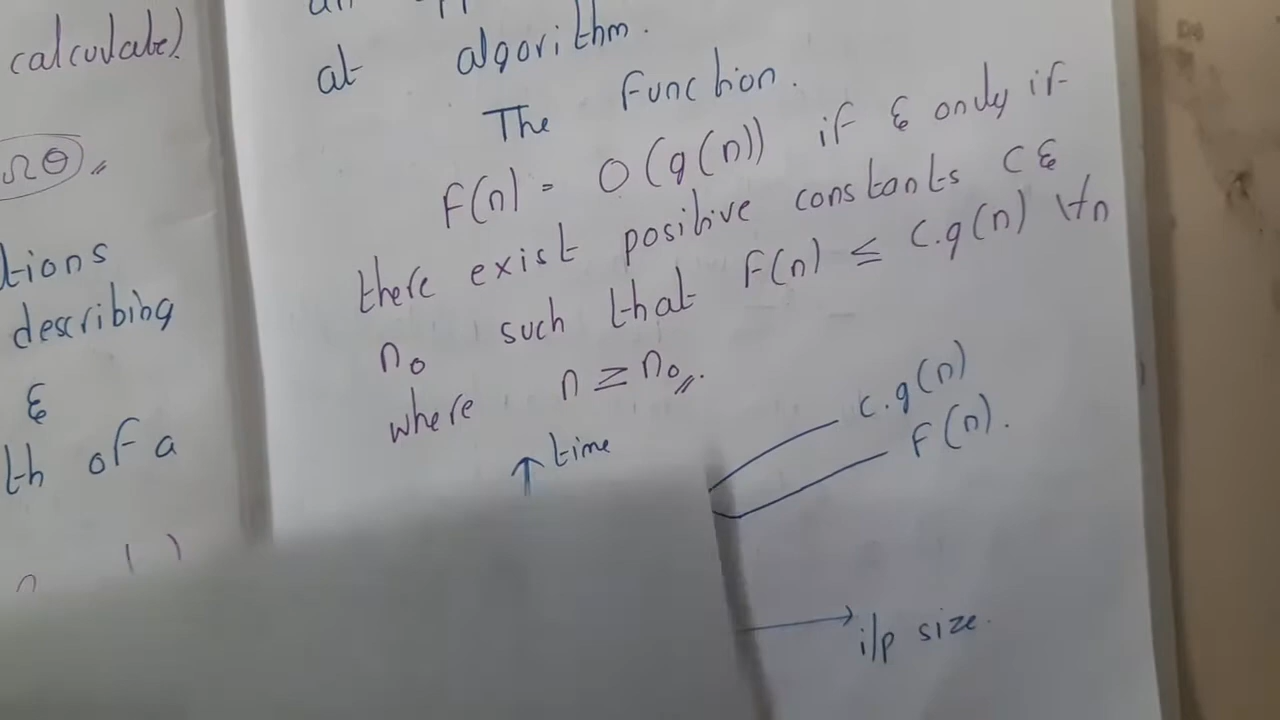 calculate)
ΩΘ
tions
describing
&
th of a
at algorithm.
The function.
F(n) = O(g(n)) if & only if
there exist positive constants C &
n₀ such that F(n) ≤ C.g(n) ∀n
where n ≥ n₀
↑ time
c.g(n)
F(n).
i/p size.